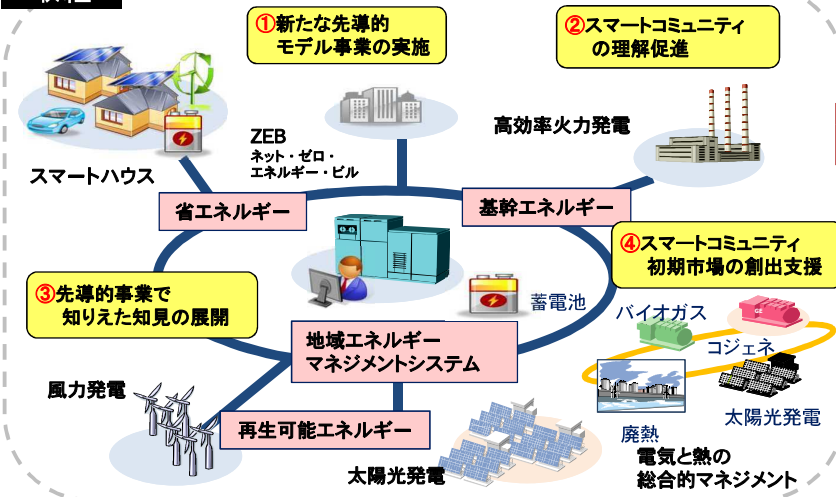 ①新たな先導的
モデル事業の実施
②スマートコミュニティ
の理解促進
ZEB
ネット・ゼロ・
エネルギー・ビル
高効率火力発電
スマートハウス
省エネルギー
基幹エネルギー
④スマートコミュニティ
初期市場の創出支援
③先導的事業で
知りえた知見の展開
蓄電池
バイオガス
GE
コジェネ
地域エネルギー
マネジメントシステム
風力発電
太陽光発電
再生可能エネルギー
廃熱
太陽光発電
電気と熱の
総合的マネジメント